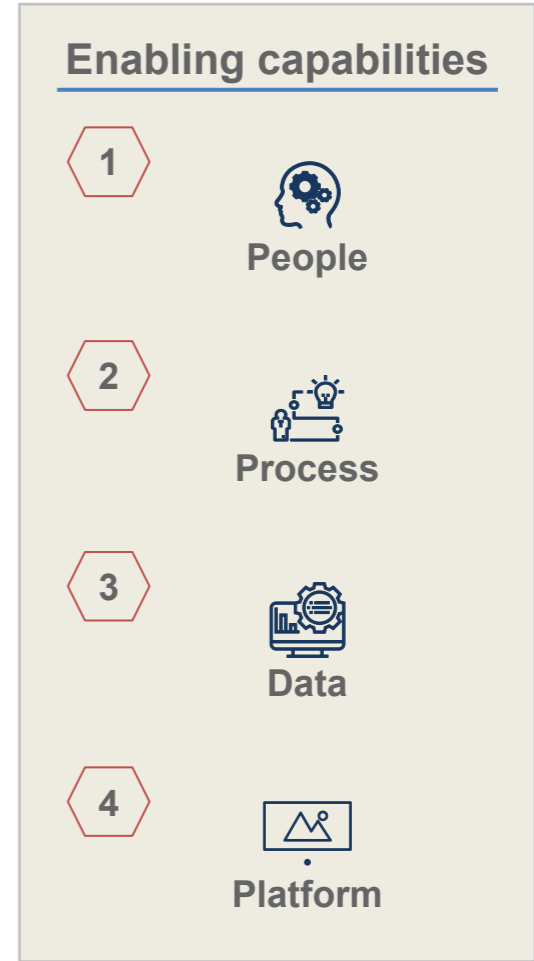 Enabling capabilities
1
People
2
Process
3
Data
4
Platform